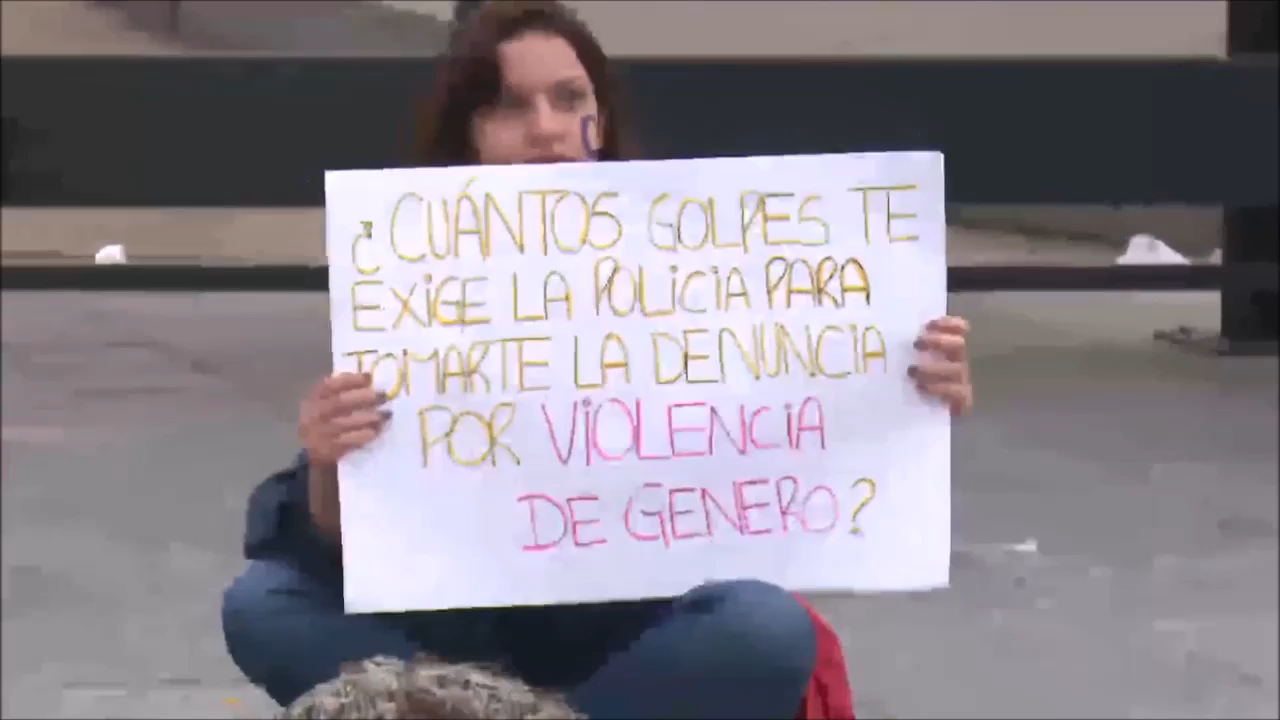 ¿CUÁNTOS GOLPES TE
EXiGE LA POLiCiA PARA
TOMARTE LA DENUNCiA
POR ViOLENCiA
DE GENERO?